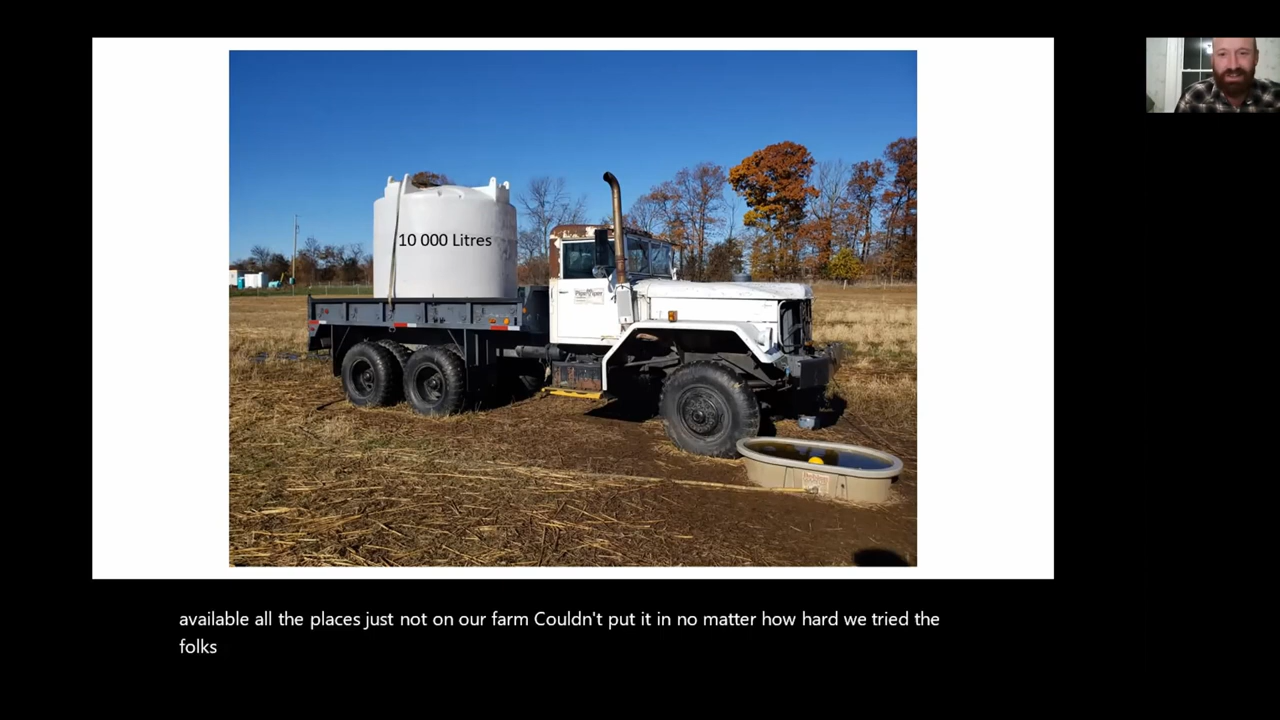 10 000 Litres
available all the places just not on our farm Couldn't put it in no matter how hard we tried the
folks